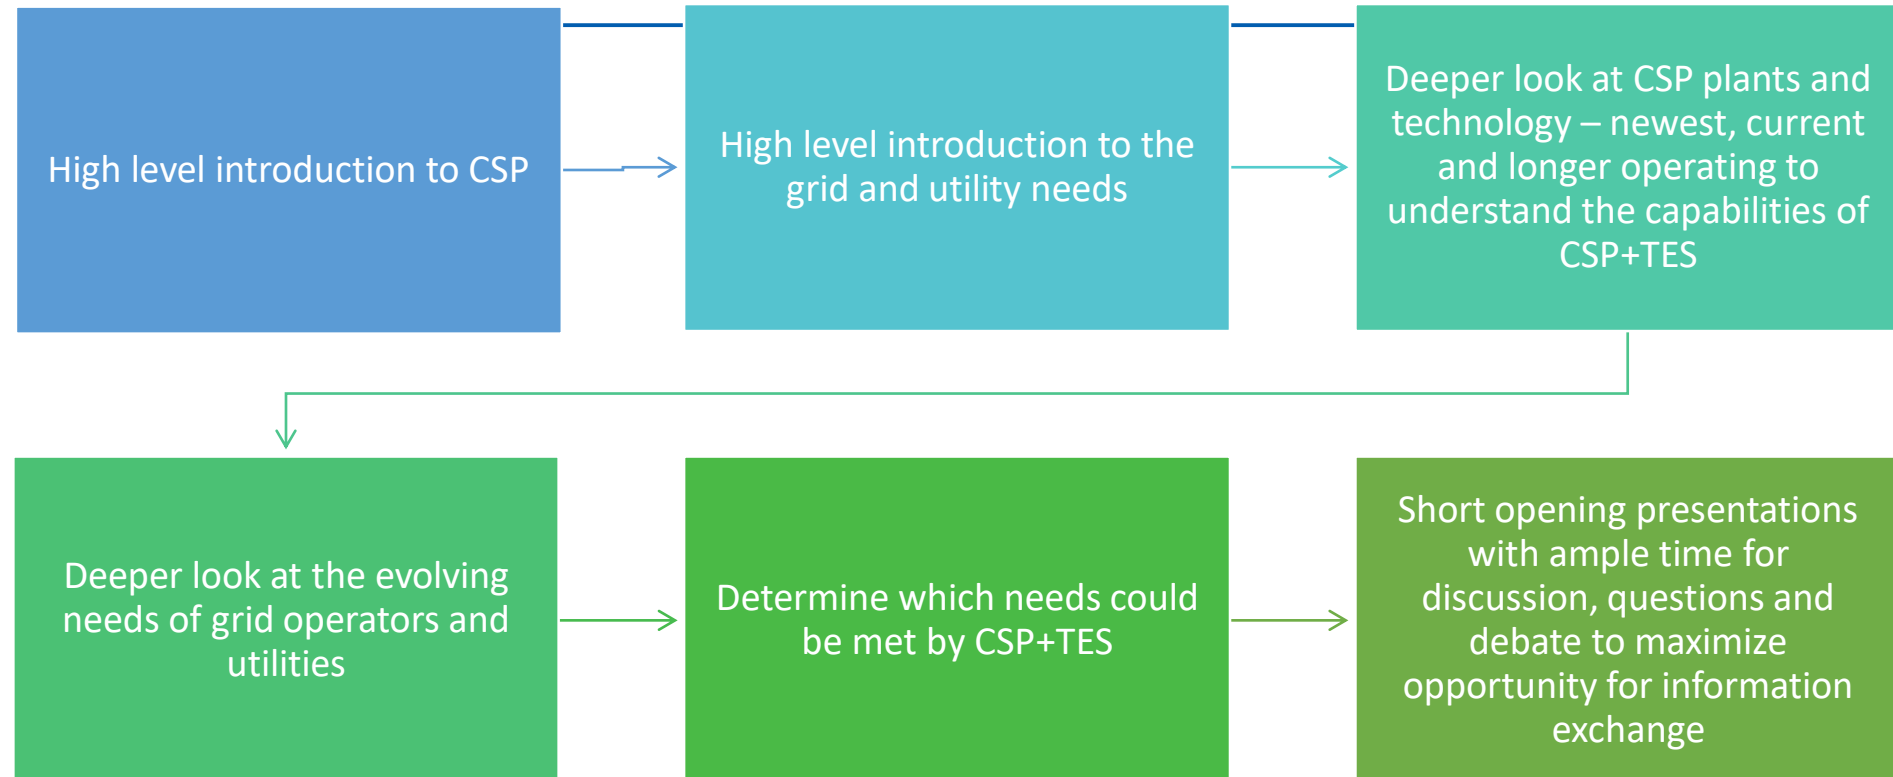 High level introduction to CSP
High level introduction to the
grid and utility needs
Deeper look at CSP plants and
technology – newest, current
and longer operating to
understand the capabilities of
CSP+TES
Deeper look at the evolving
needs of grid operators and
utilities
Determine which needs could
be met by CSP+TES
Short opening presentations
with ample time for
discussion, questions and
debate to maximize
opportunity for information
exchange